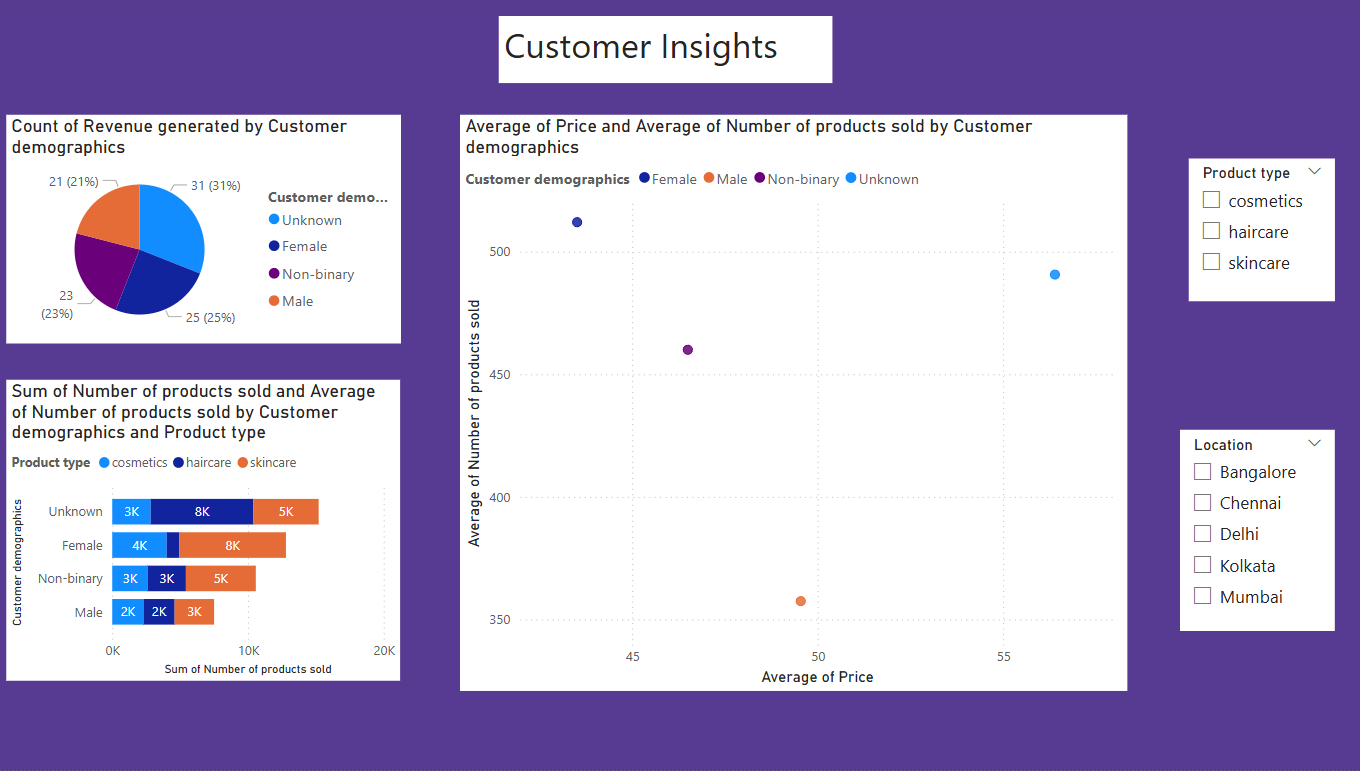 Customer Insights
Count of Revenue generated by Customer
demographics
21 (21%)
31 (31%)
23
(23%)
25 (25%)
Customer demo...
Unknown
Female
Non-binary
Male
Sum of Number of products sold and Average
of Number of products sold by Customer
demographics and Product type
Product type cosmetics haircare skincare
Customer demographics
Unknown 3K 8K 5K
Female 4K 8K
Non-binary 3K 3K 5K
Male 2K 2K 3K
0K 10K 20K
Sum of Number of products sold
Average of Price and Average of Number of products sold by Customer
demographics
Customer demographics Female Male Non-binary Unknown
Average of Number of products sold
500
450
400
350
45 50 55
Average of Price
Product type
cosmetics
haircare
skincare
Location
Bangalore
Chennai
Delhi
Kolkata
Mumbai